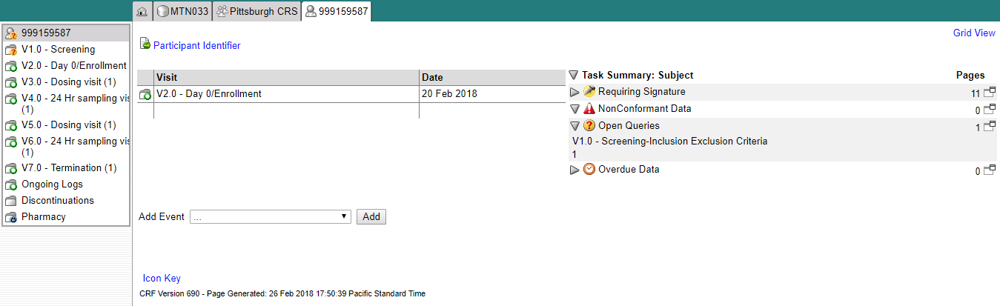 MTN033 Pittsburgh CRS 999159587
999159587
V1.0 - Screening
V2.0 - Day 0/Enrollment
V3.0 - Dosing visit (1)
V4.0 - 24 Hr sampling vis
(1)
V5.0 - Dosing visit (1)
V6.0 - 24 Hr sampling vis
(1)
V7.0 - Termination (1)
Ongoing Logs
Discontinuations
Pharmacy
Grid View
Participant Identifier
Visit Date
V2.0 - Day 0/Enrollment 20 Feb 2018
Task Summary: Subject Pages
Requiring Signature 11
NonConformant Data 0
Open Queries 1
V1.0 - Screening-Inclusion Exclusion Criteria
1
Overdue Data 0
Add Event ... Add
Icon Key
CRF Version 690 - Page Generated: 26 Feb 2018 17:50:39 Pacific Standard Time